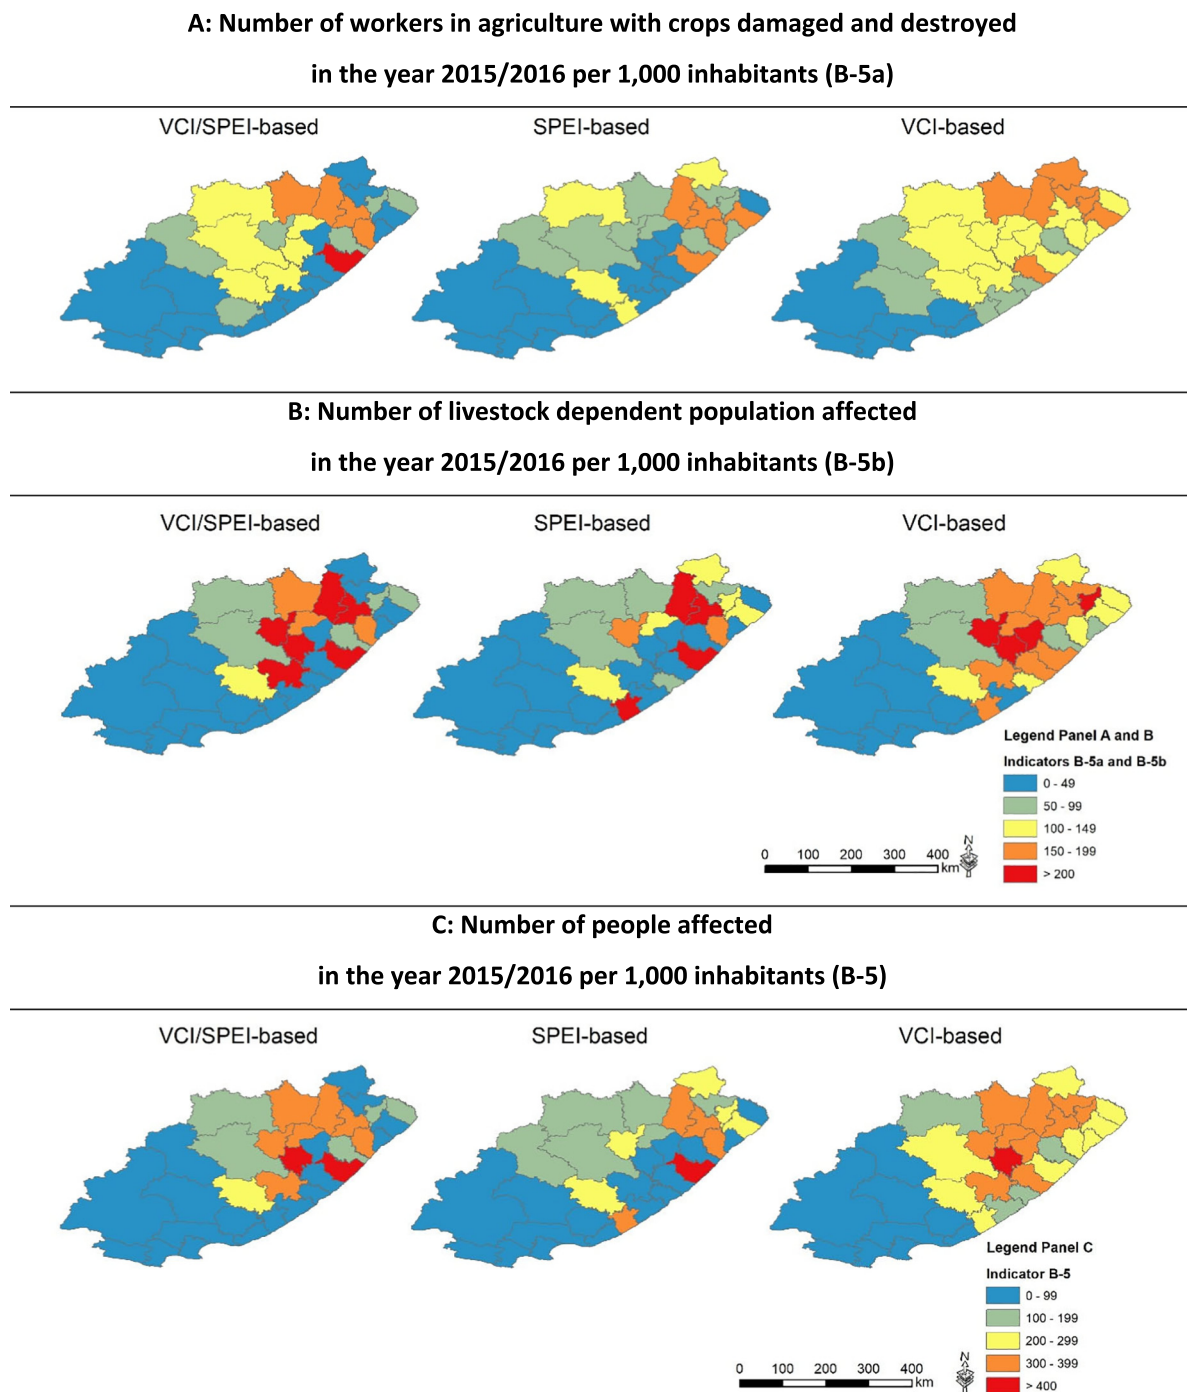 A: Number of workers in agriculture with crops damaged and destroyed
in the year 2015/2016 per 1,000 inhabitants (B-5a)
VCI/SPEI-based SPEI-based VCI-based
B: Number of livestock dependent population affected
in the year 2015/2016 per 1,000 inhabitants (B-5b)
VCI/SPEI-based SPEI-based VCI-based
Legend Panel A and B
Indicators B-5a and B-5b
0 - 49
50 - 99
100 - 149
150 - 199
> 200
N
0 100 200 300 400
km
C: Number of people affected
in the year 2015/2016 per 1,000 inhabitants (B-5)
VCI/SPEI-based SPEI-based VCI-based
Legend Panel C
Indicator B-5
0 - 99
100 - 199
200 - 299
300 - 399
> 400
N
0 100 200 300 400
km